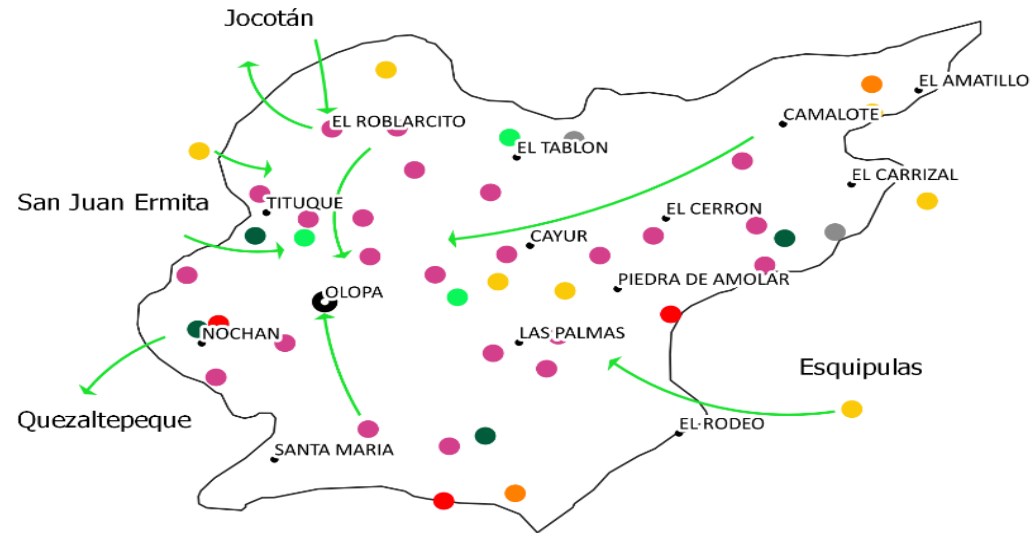 Jocotán
EL AMATILLO
CAMALOTE
EL ROBLARCITO
EL TABLON
EL CARRIZAL
San Juan Ermita
TITUQUE
EL CERRON
CAYUR
PIEDRA DE AMOLAR
OLOPA
NOCHAN
LAS PALMAS
Esquipulas
Quezaltepeque
EL RODEO
SANTA MARIA